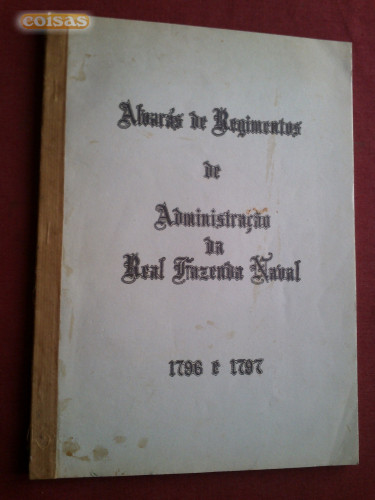 coisas
Alvarás de Regimentos
de
Administração
da
Real Fazenda Naval
1796 e 1797